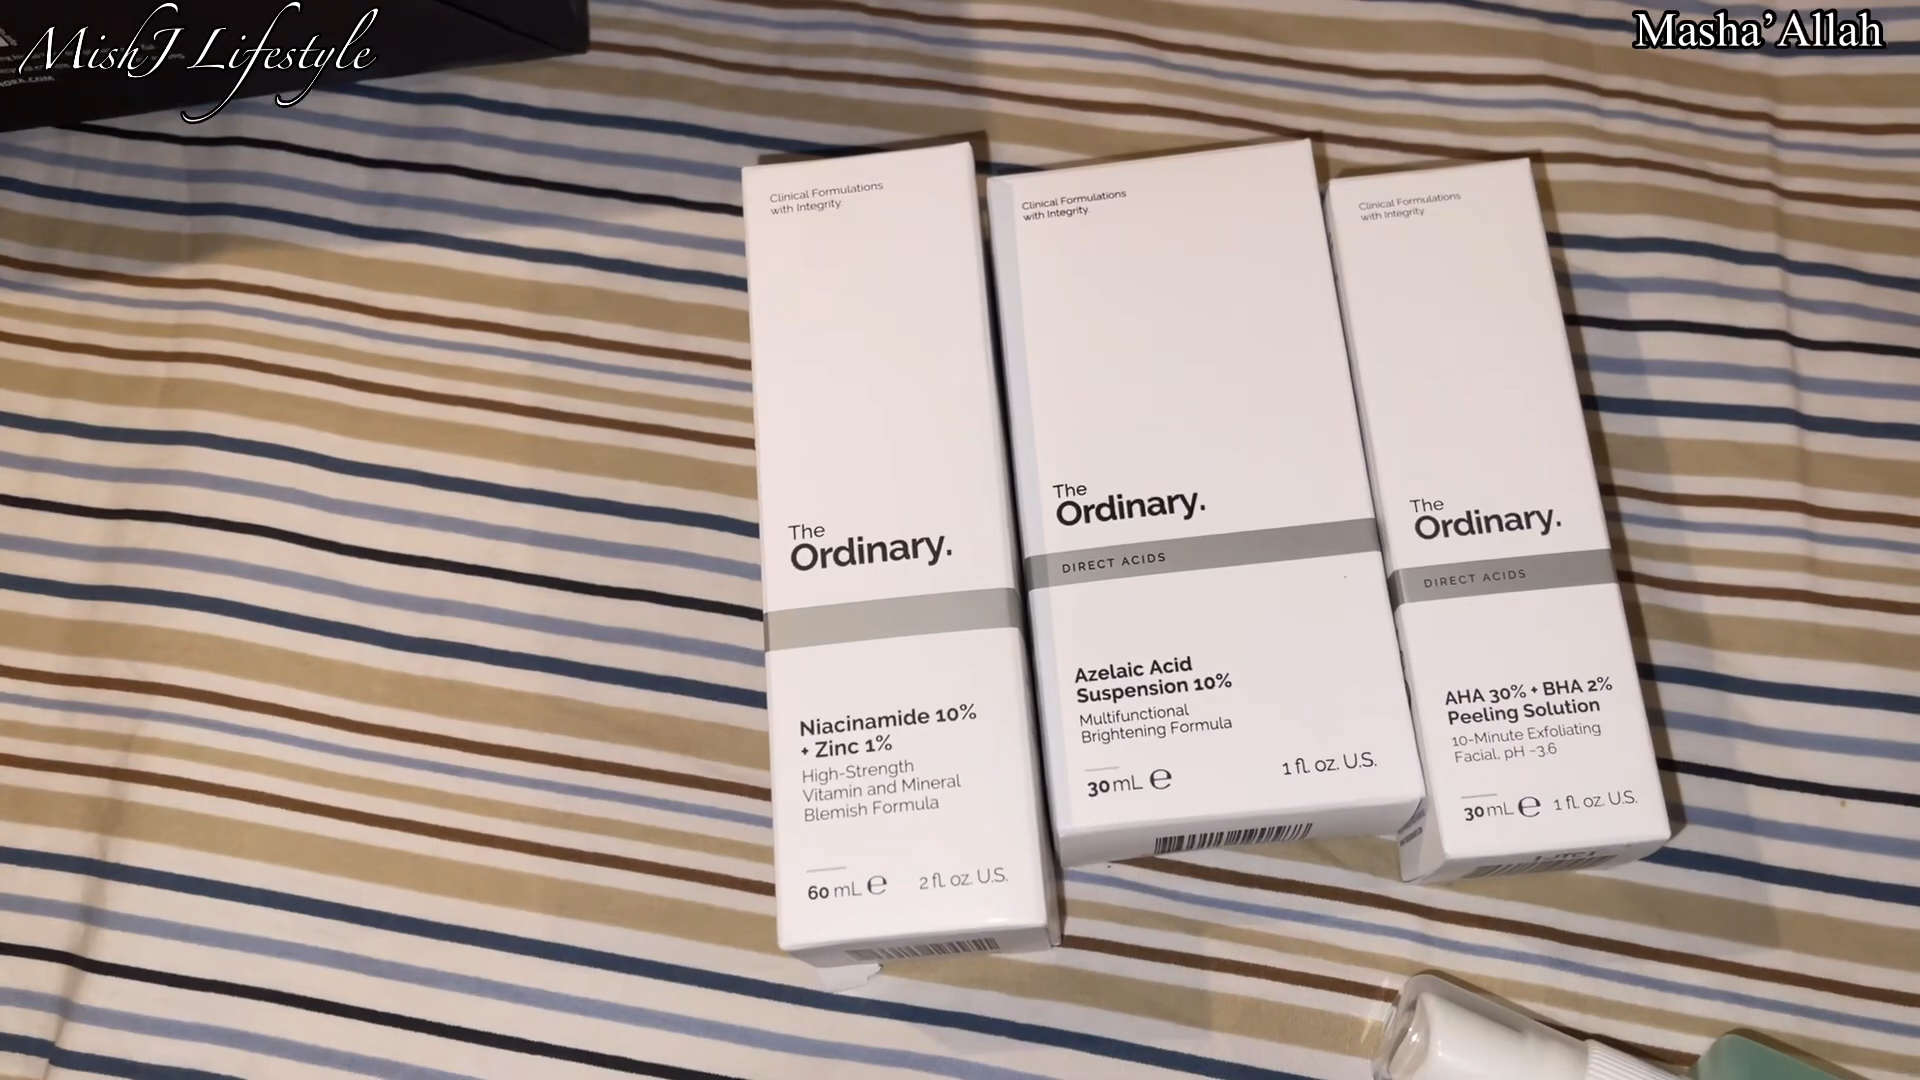 MishJ Lifestyle
Masha'Allah
Clinical Formulations
with Integrity.
The
Ordinary.
Niacinamide 10%
+ Zinc 1%
High-Strength
Vitamin and Mineral
Blemish Formula
60 mL ℮ 2 fl. oz. U.S.
Clinical Formulations
with Integrity.
The
Ordinary.
DIRECT ACIDS
Azelaic Acid
Suspension 10%
Multifunctional
Brightening Formula
30 mL ℮ 1 fl. oz. U.S.
Clinical Formulations
with Integrity.
The
Ordinary.
DIRECT ACIDS
AHA 30% + BHA 2%
Peeling Solution
10-Minute Exfoliating
Facial, pH ~3.6
30 mL ℮ 1 fl. oz. U.S.